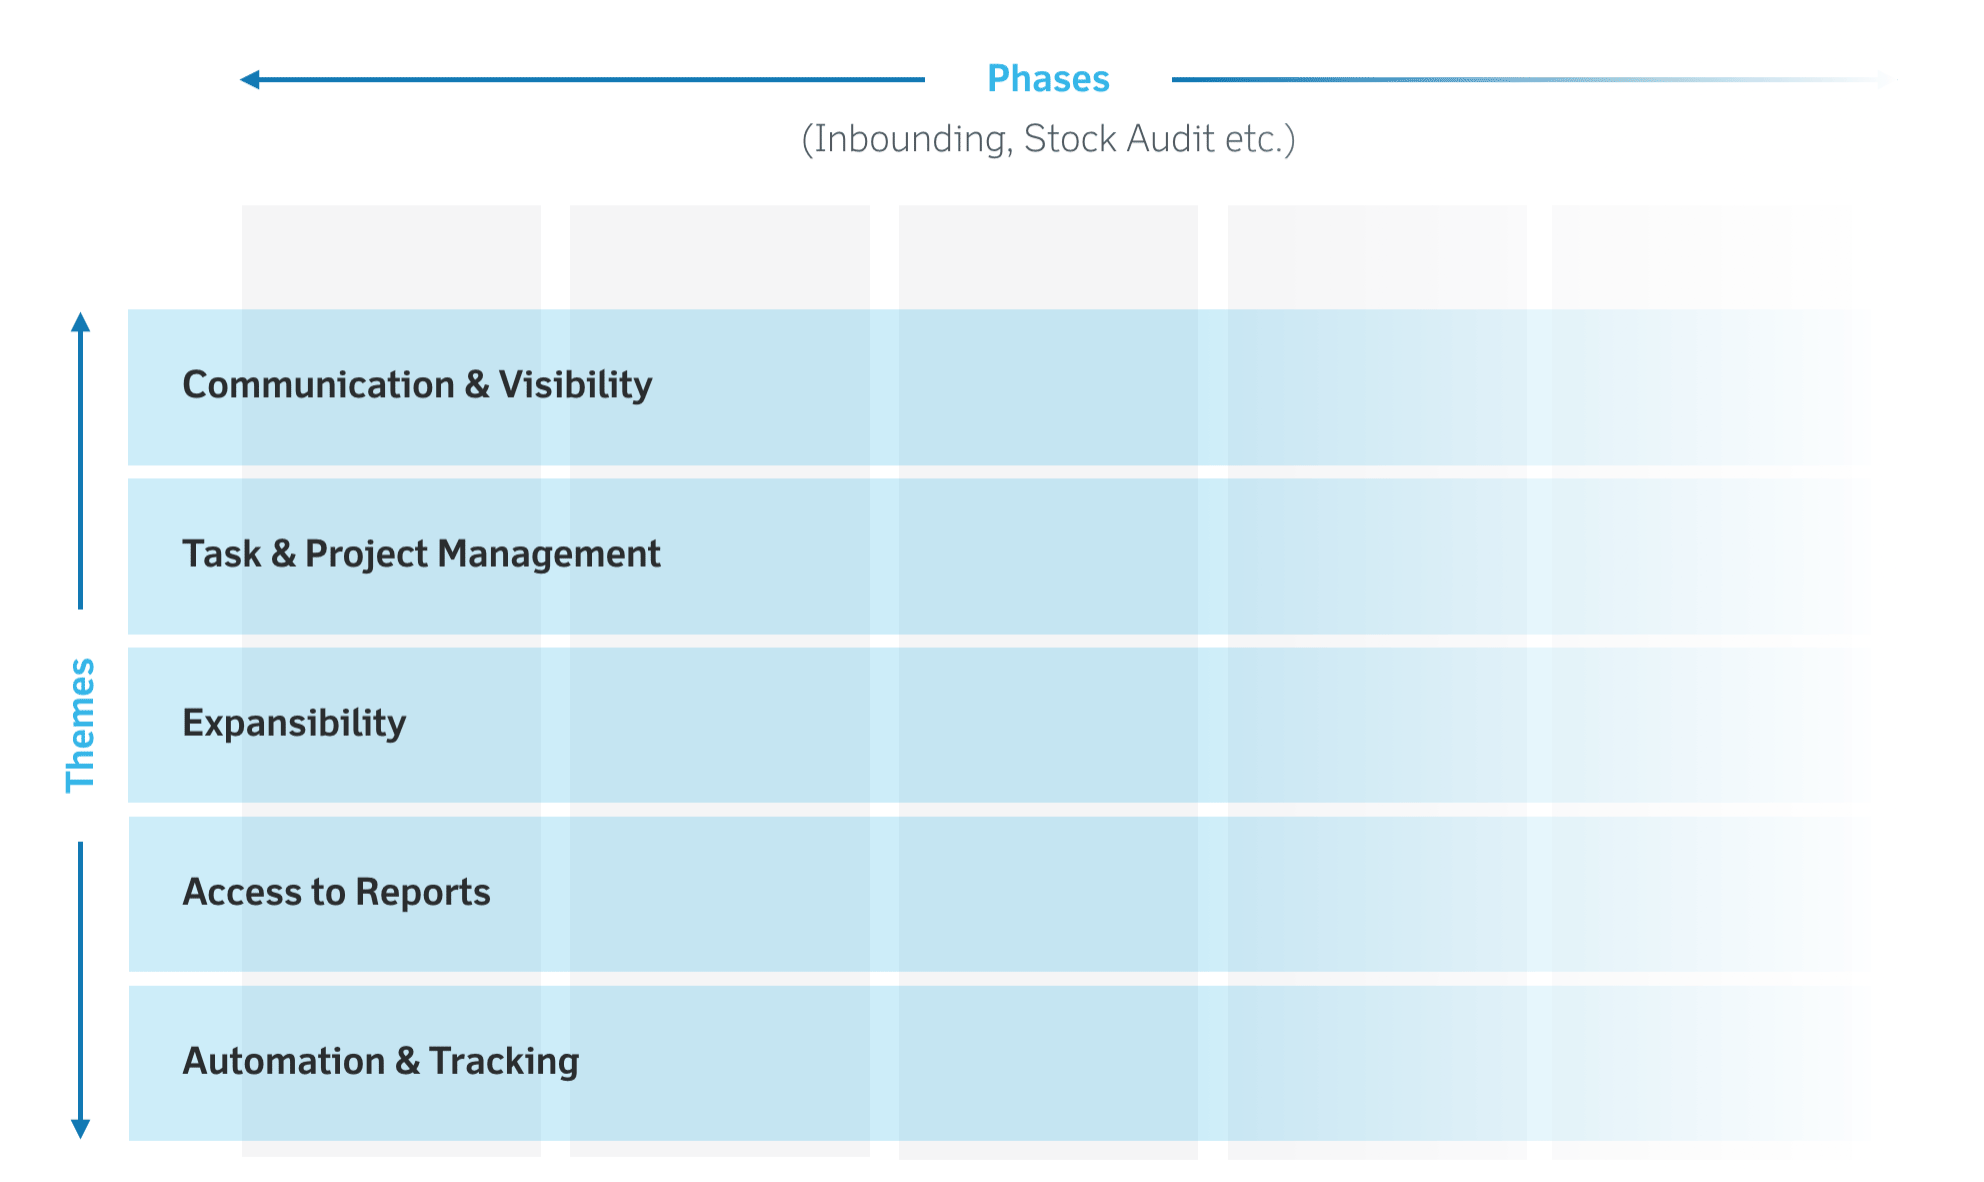 Phases
(Inbounding, Stock Audit etc.)
Themes
Communication & Visibility
Task & Project Management
Expansibility
Access to Reports
Automation & Tracking